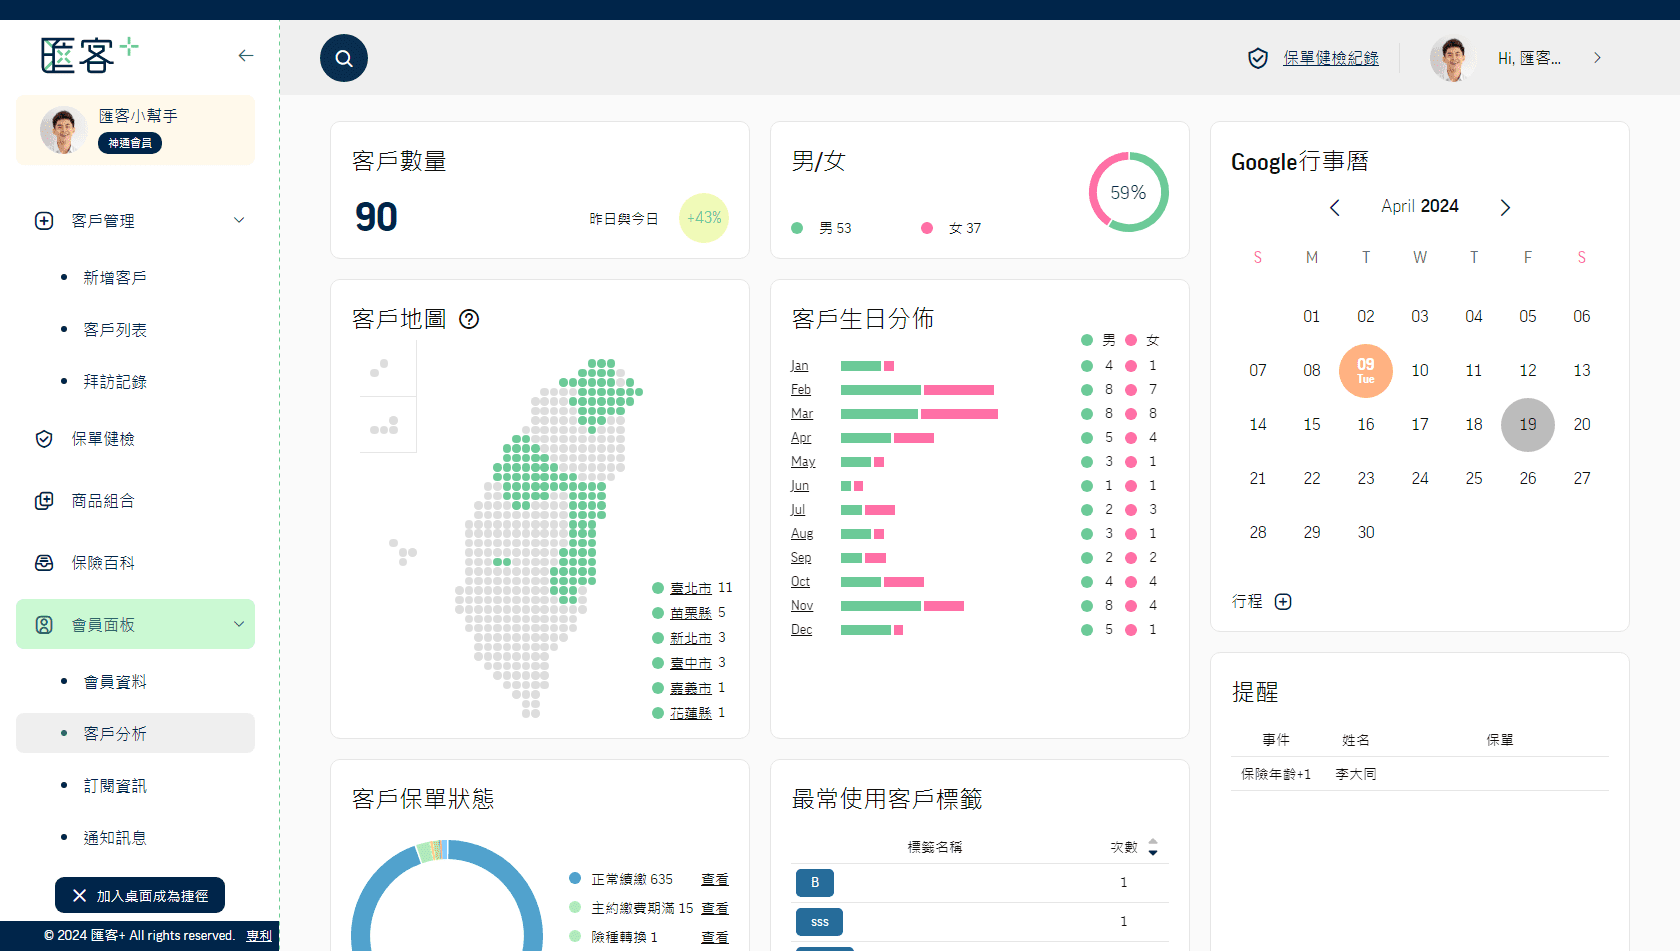 匯客+
匯客小幫手
神通會員
客戶管理
新增客戶
客戶列表
拜訪記錄
保單健檢
商品組合
保險百科
會員面板
會員資料
客戶分析
訂閱資訊
通知訊息
加入桌面成為捷徑
© 2024 匯客+ All rights reserved. 專利
保單健檢紀錄
Hi, 匯客...
客戶數量
90
昨日與今日
+43%
男/女
男 53
女 37
59%
客戶地圖
臺北市 11
苗栗縣 5
新北市 3
臺中市 3
嘉義市 1
花蓮縣 1
客戶生日分佈
男 女
Jan 4 1
Feb 8 7
Mar 8 8
Apr 5 4
May 3 1
Jun 1 1
Jul 2 3
Aug 3 1
Sep 2 2
Oct 4 4
Nov 8 4
Dec 5 1
Google行事曆
April 2024
S M T W T F S
01 02 03 04 05 06
07 08 09 Tue 10 11 12 13
14 15 16 17 18 19 20
21 22 23 24 25 26 27
28 29 30
行程
提醒
事件 姓名 保單
保險年齡+1 李大同
客戶保單狀態
正常續繳 635 查看
主約繳費期滿 15 查看
險種轉換 1 查看
最常使用客戶標籤
標籤名稱 次數
B 1
sss 1